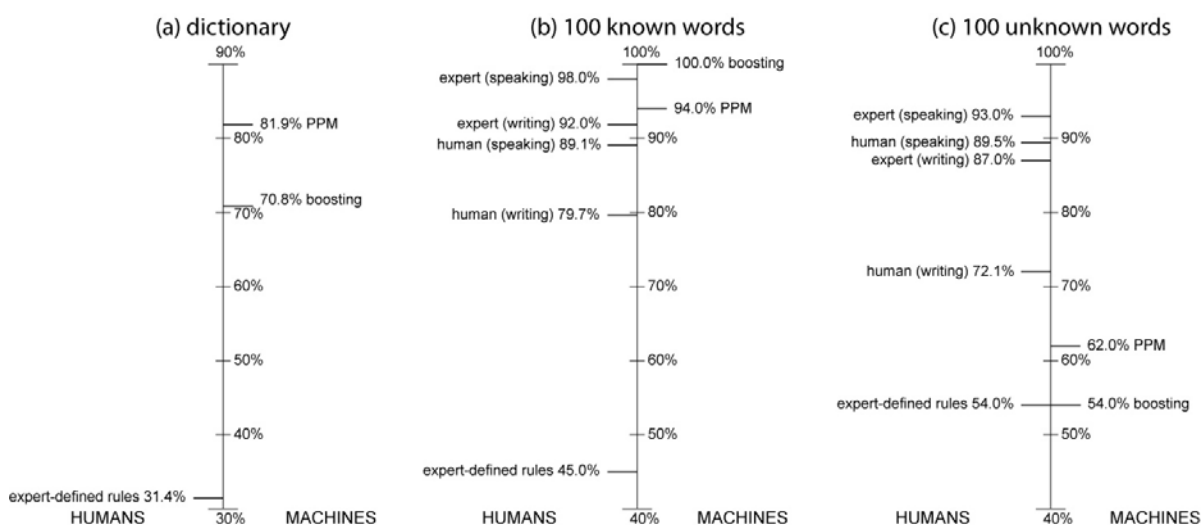 (a) dictionary
90%
81.9% PPM
80%
70.8% boosting
70%
60%
50%
40%
expert-defined rules 31.4%
HUMANS 30% MACHINES
(b) 100 known words
100%
100.0% boosting
expert (speaking) 98.0%
94.0% PPM
expert (writing) 92.0%
90%
human (speaking) 89.1%
80%
human (writing) 79.7%
70%
60%
50%
expert-defined rules 45.0%
HUMANS 40% MACHINES
(c) 100 unknown words
100%
expert (speaking) 93.0%
90%
human (speaking) 89.5%
expert (writing) 87.0%
80%
human (writing) 72.1%
70%
62.0% PPM
60%
expert-defined rules 54.0% 54.0% boosting
50%
HUMANS 40% MACHINES